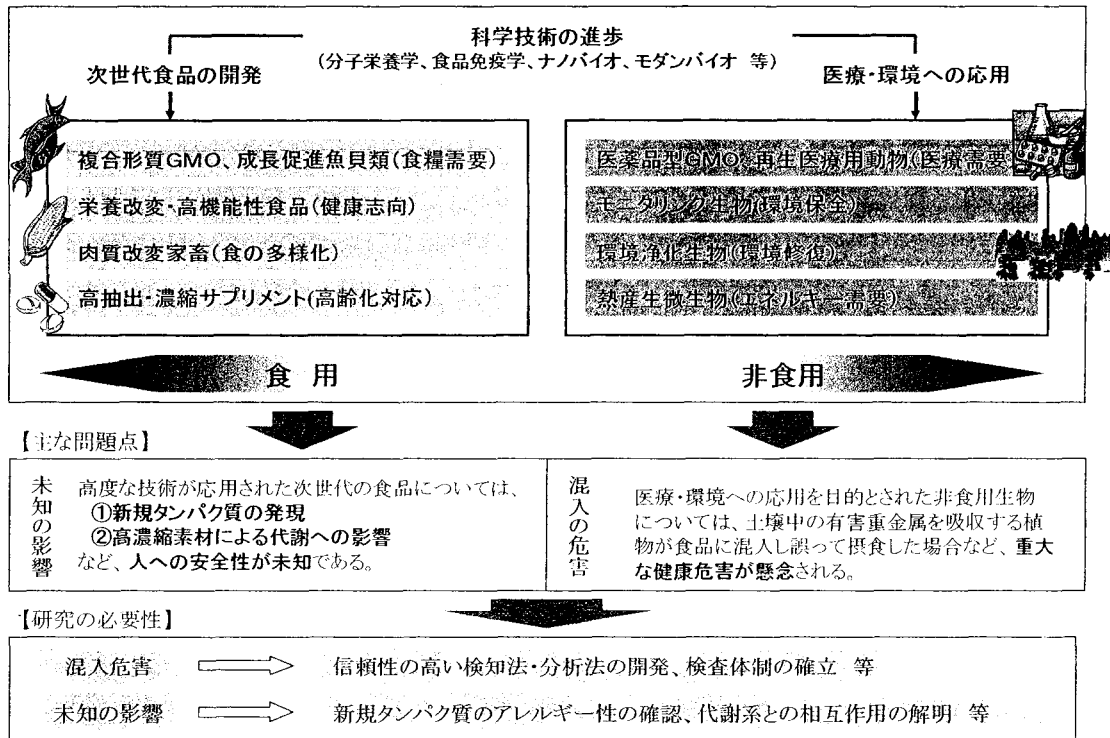 科学技術の進歩
(分子栄養学、食品免疫学、ナノバイオ、モダンバイオ 等)
次世代食品の開発
医療・環境への応用
複合形質GMO、成長促進魚貝類(食糧需要)
栄養改変・高機能性食品(健康志向)
肉質改変家畜(食の多様化)
高抽出・濃縮サプリメント(高齢化対応)
医薬品型GMO、再生医療用動物(医療需要
モニタリング生物(環境保全)
環境浄化生物(環境修復)
熱産生微生物(エネルギー需要)
食 用
非食用
【主な問題点】
未知の影響
高度な技術が応用された次世代の食品については、
①新規タンパク質の発現
②高濃縮素材による代謝への影響
など、人への安全性が未知である。
混入の危害
医療・環境への応用を目的とされた非食用生物
については、土壌中の有害重金属を吸収する植
物が食品に混入し誤って摂食した場合など、重大
な健康危害が懸念される。
【研究の必要性】
混入危害
信頼性の高い検知法・分析法の開発、検査体制の確立 等
未知の影響
新規タンパク質のアレルギー性の確認、代謝系との相互作用の解明 等